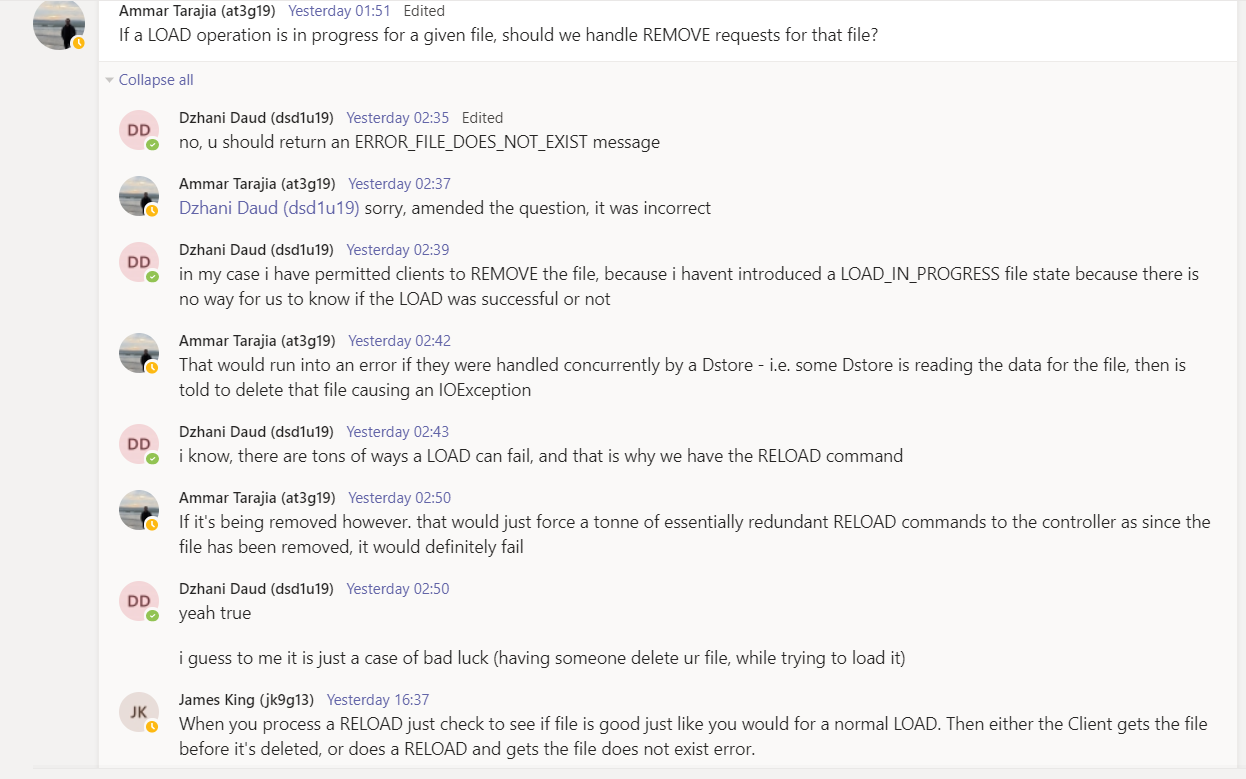 Ammar Tarajia (at3g19) Yesterday 01:51 Edited
If a LOAD operation is in progress for a given file, should we handle REMOVE requests for that file?
Collapse all
DD
Dzhani Daud (dsd1u19) Yesterday 02:35 Edited
no, u should return an ERROR_FILE_DOES_NOT_EXIST message
Ammar Tarajia (at3g19) Yesterday 02:37
Dzhani Daud (dsd1u19) sorry, amended the question, it was incorrect
DD
Dzhani Daud (dsd1u19) Yesterday 02:39
in my case i have permitted clients to REMOVE the file, because i havent introduced a LOAD_IN_PROGRESS file state because there is
no way for us to know if the LOAD was successful or not
Ammar Tarajia (at3g19) Yesterday 02:42
That would run into an error if they were handled concurrently by a Dstore - i.e. some Dstore is reading the data for the file, then is
told to delete that file causing an IOException
DD
Dzhani Daud (dsd1u19) Yesterday 02:43
i know, there are tons of ways a LOAD can fail, and that is why we have the RELOAD command
Ammar Tarajia (at3g19) Yesterday 02:50
If it's being removed however. that would just force a tonne of essentially redundant RELOAD commands to the controller as since the
file has been removed, it would definitely fail
DD
Dzhani Daud (dsd1u19) Yesterday 02:50
yeah true
i guess to me it is just a case of bad luck (having someone delete ur file, while trying to load it)
JK
James King (jk9g13) Yesterday 16:37
When you process a RELOAD just check to see if file is good just like you would for a normal LOAD. Then either the Client gets the file
before it's deleted, or does a RELOAD and gets the file does not exist error.